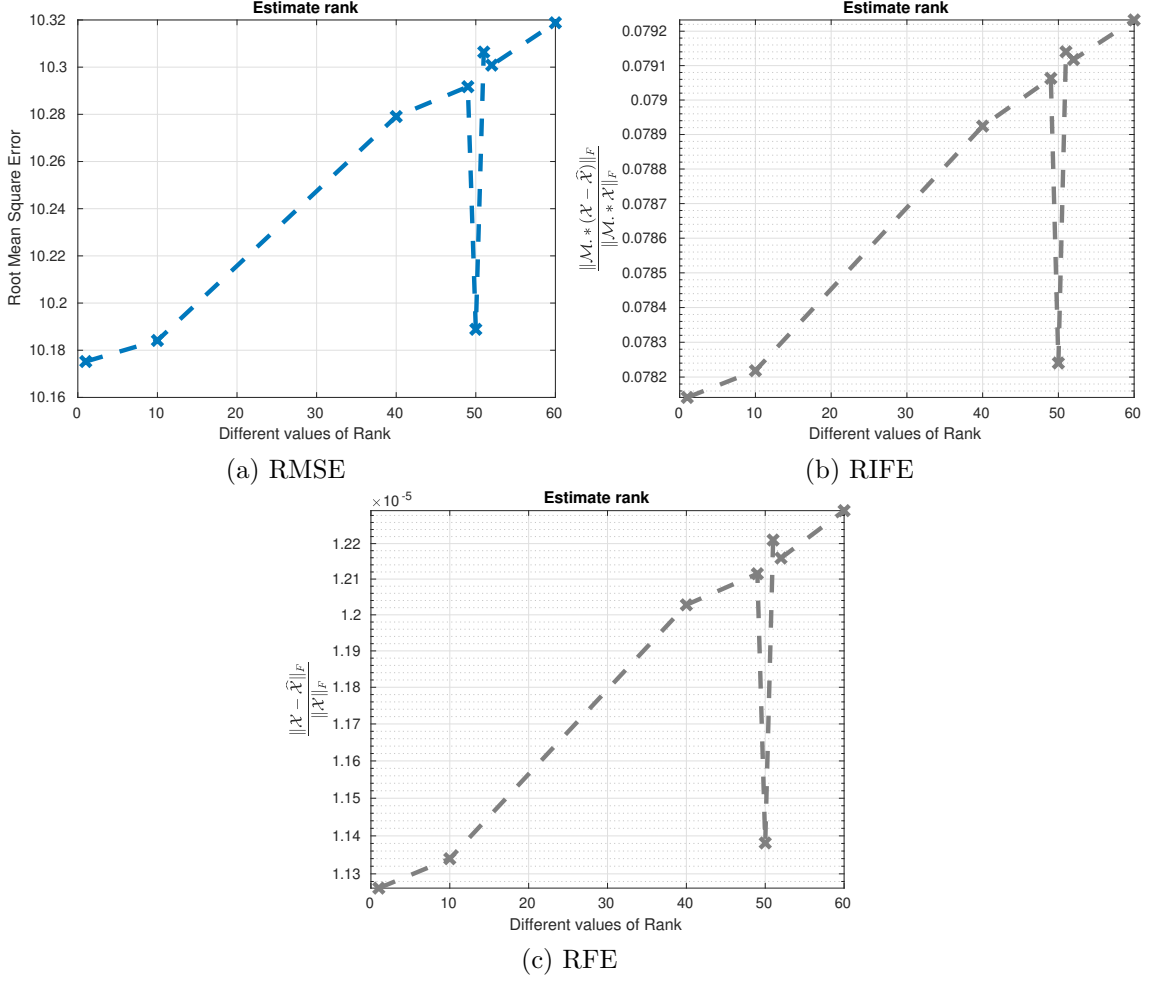 Estimate rank
10.32
10.3
10.28
10.26
10.24
10.22
10.2
10.18
10.16
Root Mean Square Error
0 10 20 30 40 50 60
Different values of Rank
(a) RMSE
Estimate rank
0.0792
0.0791
0.079
0.0789
0.0788
0.0787
0.0786
0.0785
0.0784
0.0783
0.0782
‖ℳ.∗(𝒳 − 𝒳̂)‖_F
‖ℳ.∗𝒳‖_F
0 10 20 30 40 50 60
Different values of Rank
(b) RIFE
×10^-5
Estimate rank
1.22
1.21
1.2
1.19
1.18
1.17
1.16
1.15
1.14
1.13
‖𝒳 − 𝒳̂‖_F
‖𝒳‖_F
0 10 20 30 40 50 60
Different values of Rank
(c) RFE